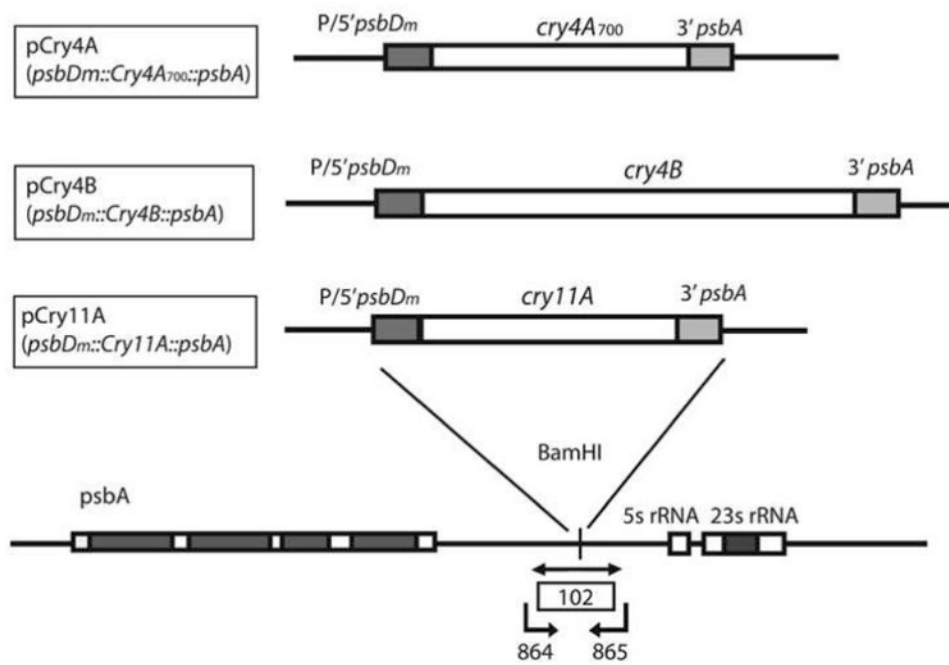 pCry4A
(psbDm::Cry4A700::psbA)
P/5'psbDm cry4A700 3' psbA
pCry4B
(psbDm::Cry4B::psbA)
P/5'psbDm cry4B 3' psbA
pCry11A
(psbDm::Cry11A::psbA)
P/5'psbDm cry11A 3' psbA
BamHI
psbA
5s rRNA 23s rRNA
102
864 865